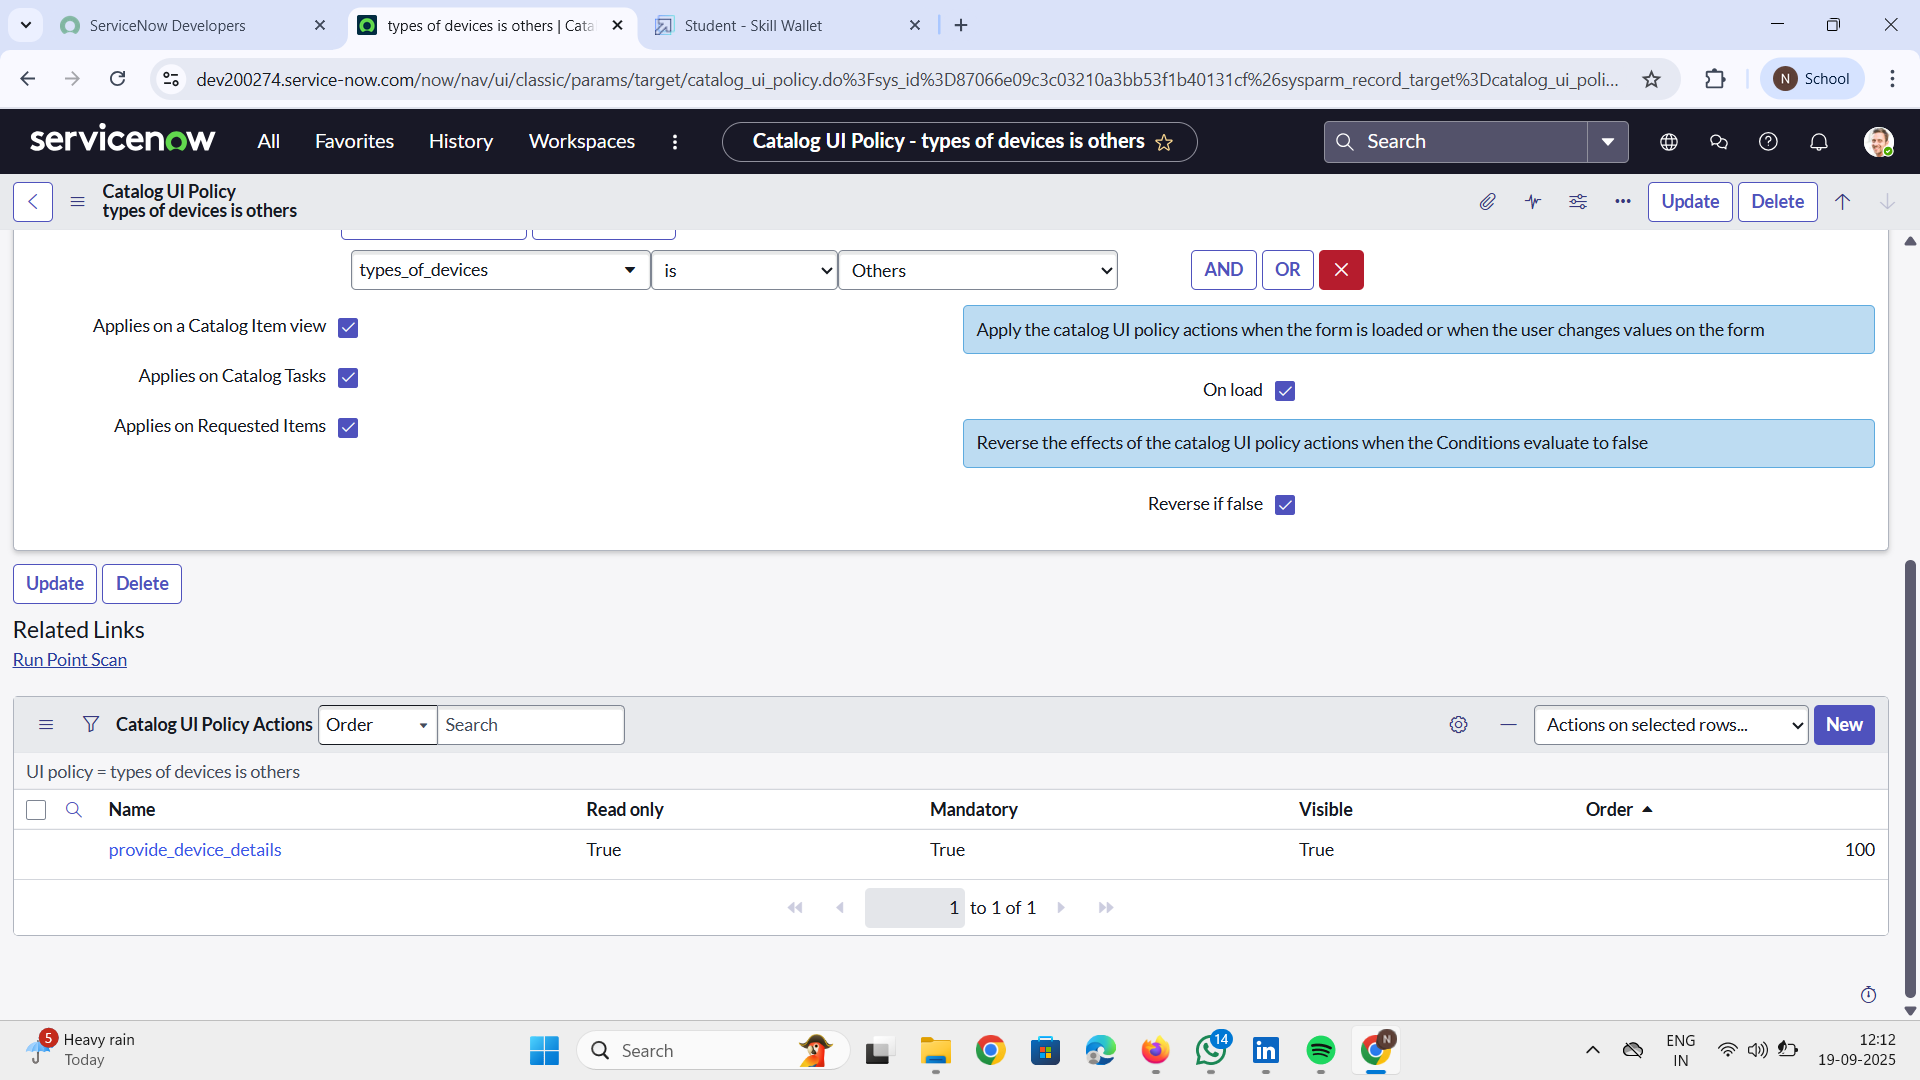 ServiceNow Developers
types of devices is others | Cata
Student - Skill Wallet
dev200274.service-now.com/now/nav/ui/classic/params/target/catalog_ui_policy.do%3Fsys_id%3D87066e09c3c03210a3bb53f1b40131cf%26sysparm_record_target%3Dcatalog_ui_poli...
N School
servicenow
All
Favorites
History
Workspaces
Catalog UI Policy - types of devices is others
Search
Catalog UI Policy
types of devices is others
Update
Delete
types_of_devices
is
Others
AND
OR
Applies on a Catalog Item view
Apply the catalog UI policy actions when the form is loaded or when the user changes values on the form
Applies on Catalog Tasks
On load
Applies on Requested Items
Reverse the effects of the catalog UI policy actions when the Conditions evaluate to false
Reverse if false
Update
Delete
Related Links
Run Point Scan
Catalog UI Policy Actions
Order
Search
Actions on selected rows...
New
UI policy = types of devices is others
Name Read only Mandatory Visible Order
provide_device_details True True True 100
1 to 1 of 1
5
Heavy rain
Today
Search
14
N
ENG
IN
12:12
19-09-2025